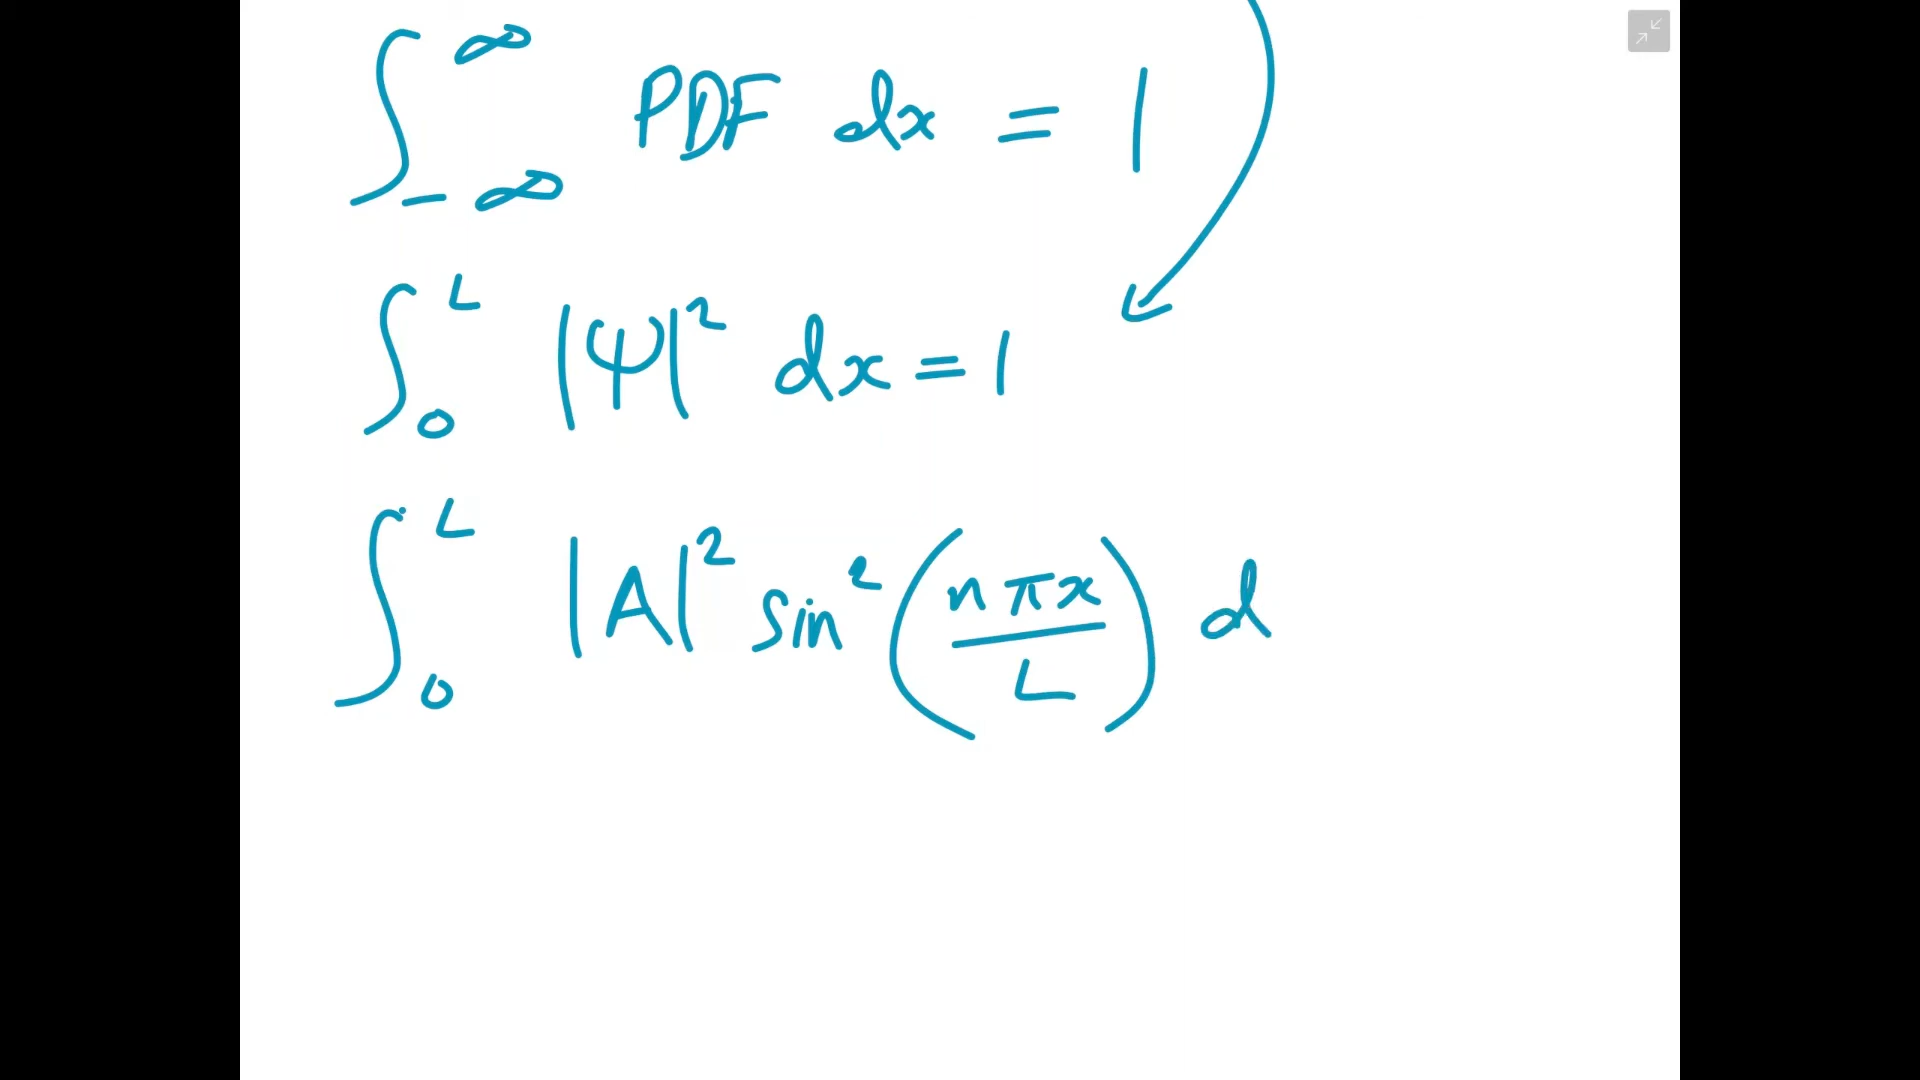 ∫_{-∞}^{∞} PDF dx = 1
∫_0^L |Ψ|² dx = 1
∫_0^L |A|² sin² (nπx / L) d